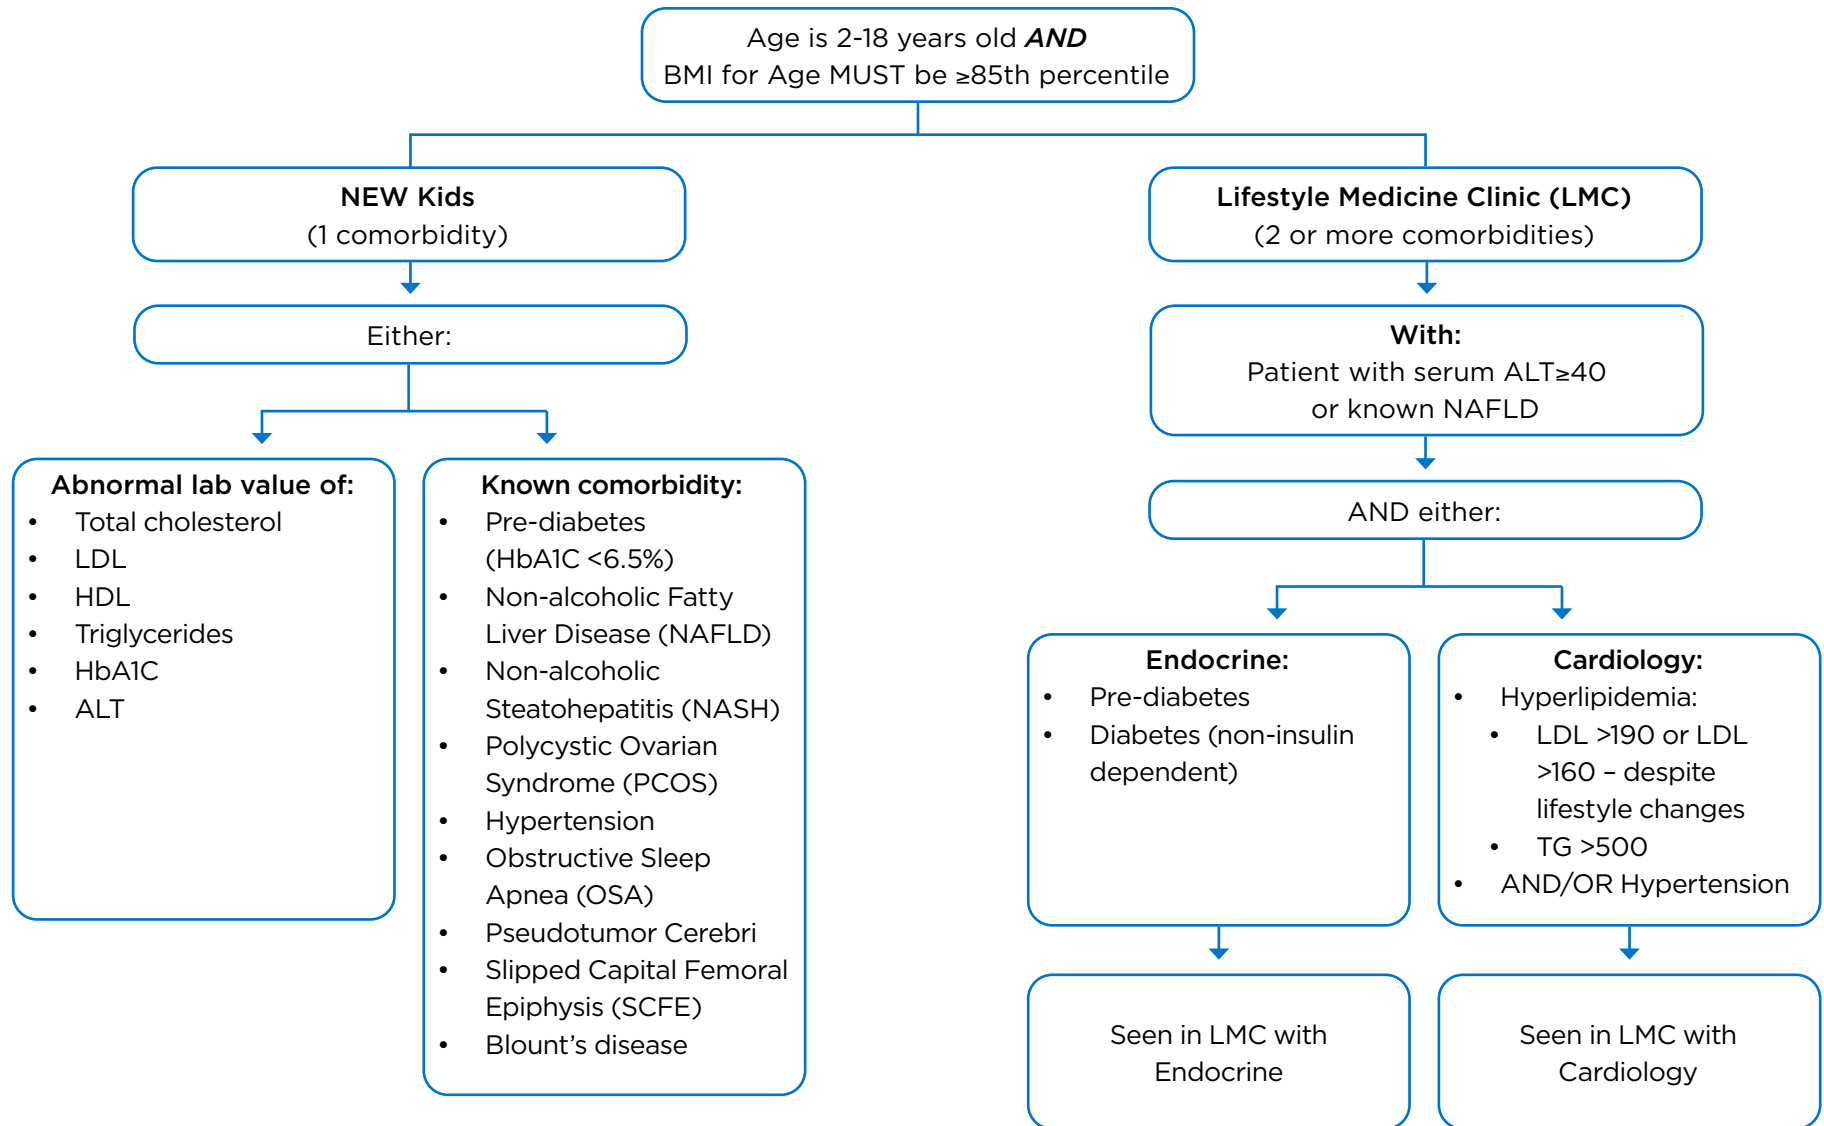 Age is 2-18 years old AND
BMI for Age MUST be ≥85th percentile
NEW Kids
(1 comorbidity)
Either:
Abnormal lab value of:
• Total cholesterol
• LDL
• HDL
• Triglycerides
• HbA1C
• ALT
Known comorbidity:
• Pre-diabetes
(HbA1C <6.5%)
• Non-alcoholic Fatty
Liver Disease (NAFLD)
• Non-alcoholic
Steatohepatitis (NASH)
• Polycystic Ovarian
Syndrome (PCOS)
• Hypertension
• Obstructive Sleep
Apnea (OSA)
• Pseudotumor Cerebri
• Slipped Capital Femoral
Epiphysis (SCFE)
• Blount’s disease
Lifestyle Medicine Clinic (LMC)
(2 or more comorbidities)
With:
Patient with serum ALT≥40
or known NAFLD
AND either:
Endocrine:
• Pre-diabetes
• Diabetes (non-insulin
dependent)
Seen in LMC with
Endocrine
Cardiology:
• Hyperlipidemia:
• LDL >190 or LDL
>160 – despite
lifestyle changes
• TG >500
• AND/OR Hypertension
Seen in LMC with
Cardiology